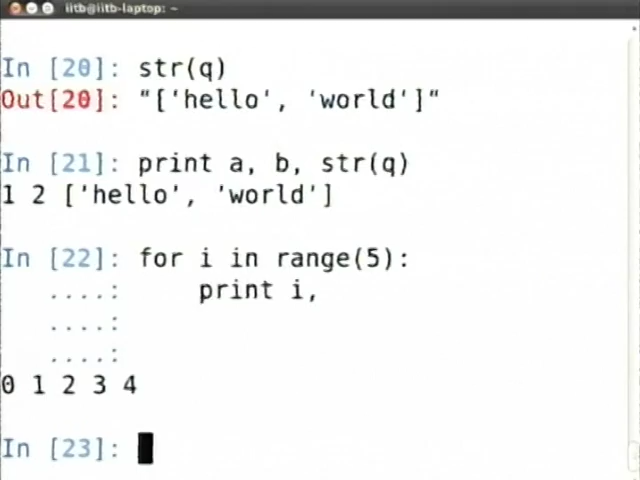 iitb@iitb-laptop: ~
In [20]: str(q)
Out[20]: "['hello', 'world']"
In [21]: print a, b, str(q)
1 2 ['hello', 'world']
In [22]: for i in range(5):
....:     print i,
....:
....:
0 1 2 3 4
In [23]: